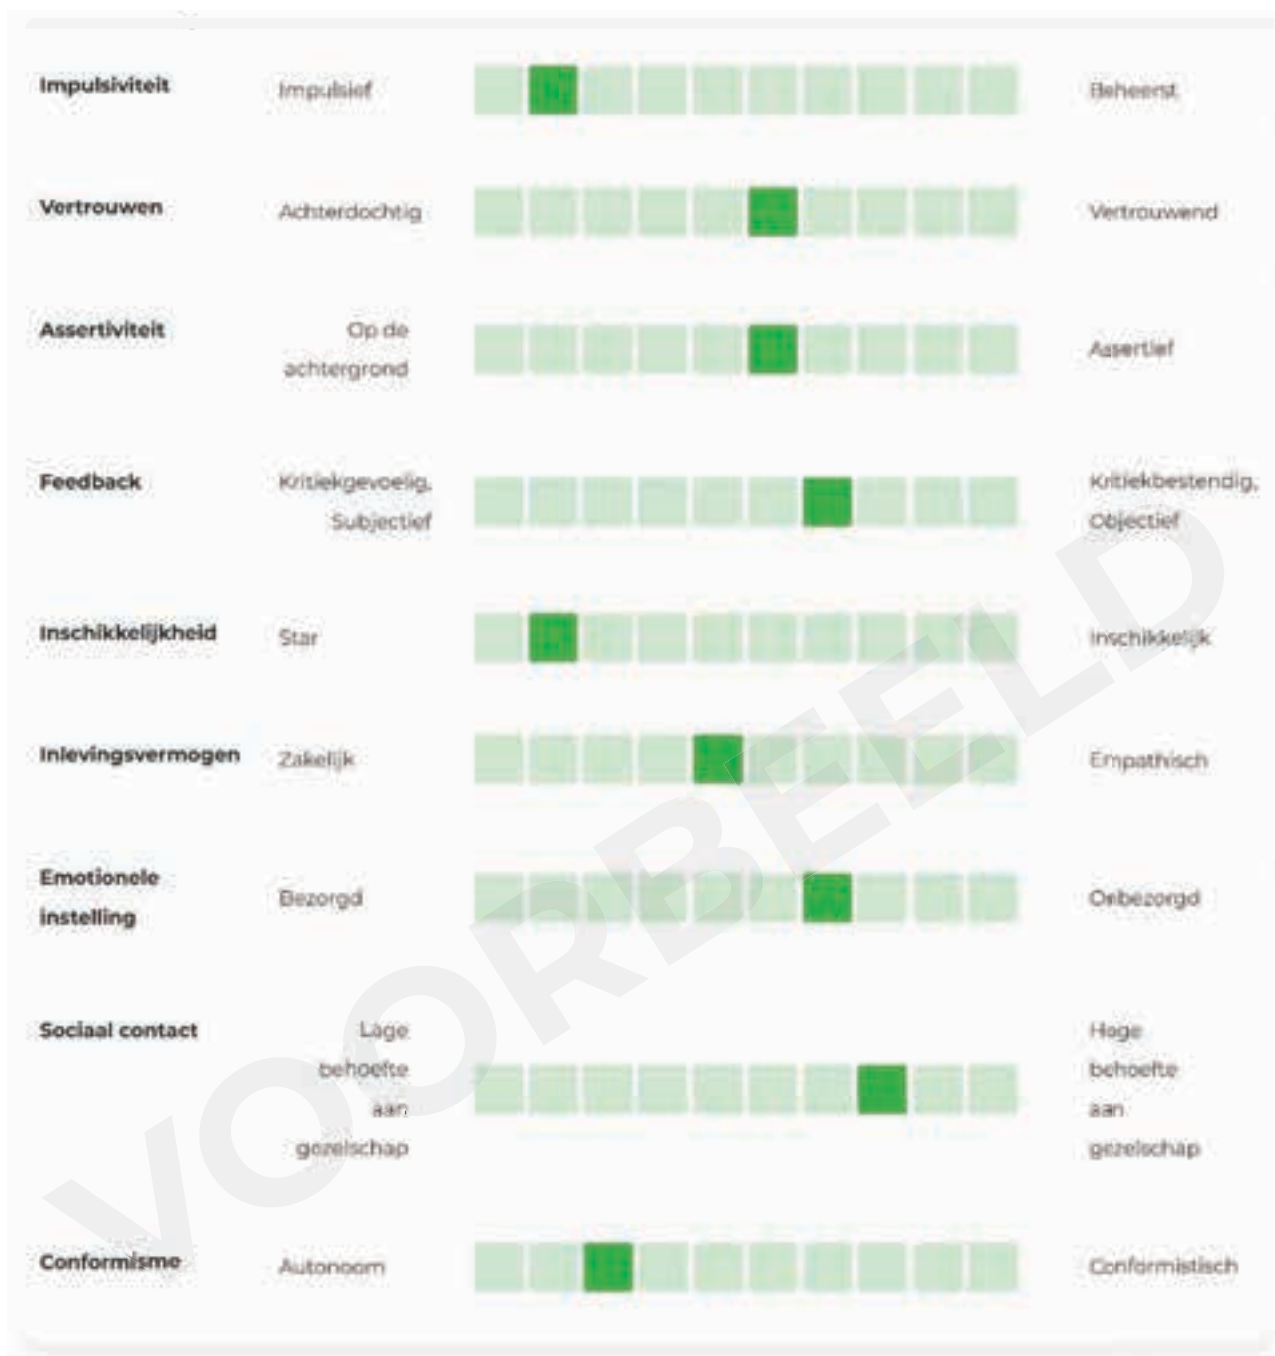 Impulsiviteit Impulsief Beheerst
Vertrouwen Achterdochtig Vertrouwend
Assertiviteit Op de
achtergrond Assertief
Feedback Kritiekgevoelig, Kritiekbestendig,
Subjectief Objectief
Inschikkelijkheid Star Inschikkelijk
Inlevingsvermogen Zakelijk Empathisch
Emotionele
instelling Bezorgd Onbezorgd
Sociaal contact Lage Hoge
behoefte behoefte
aan aan
gezelschap gezelschap
Conformisme Autonoom Conformistisch
VOORBEELD